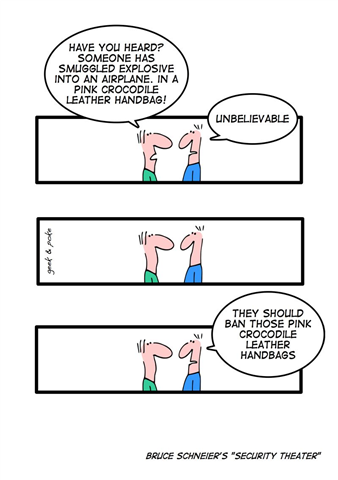 HAVE YOU HEARD?
SOMEONE HAS
SMUGGLED EXPLOSIVE
INTO AN AIRPLANE. IN A
PINK CROCODILE
LEATHER HANDBAG!
UNBELIEVABLE
geek & poke
THEY SHOULD
BAN THOSE PINK
CROCODILE
LEATHER
HANDBAGS
BRUCE SCHNEIER'S "SECURITY THEATER"